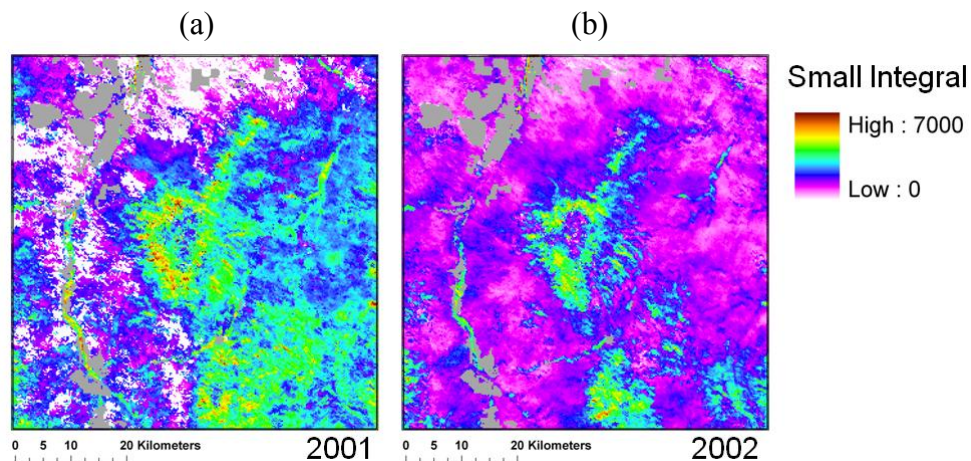 (a)
(b)
Small Integral
High : 7000
Low : 0
0 5 10 20 Kilometers
2001
0 5 10 20 Kilometers
2002